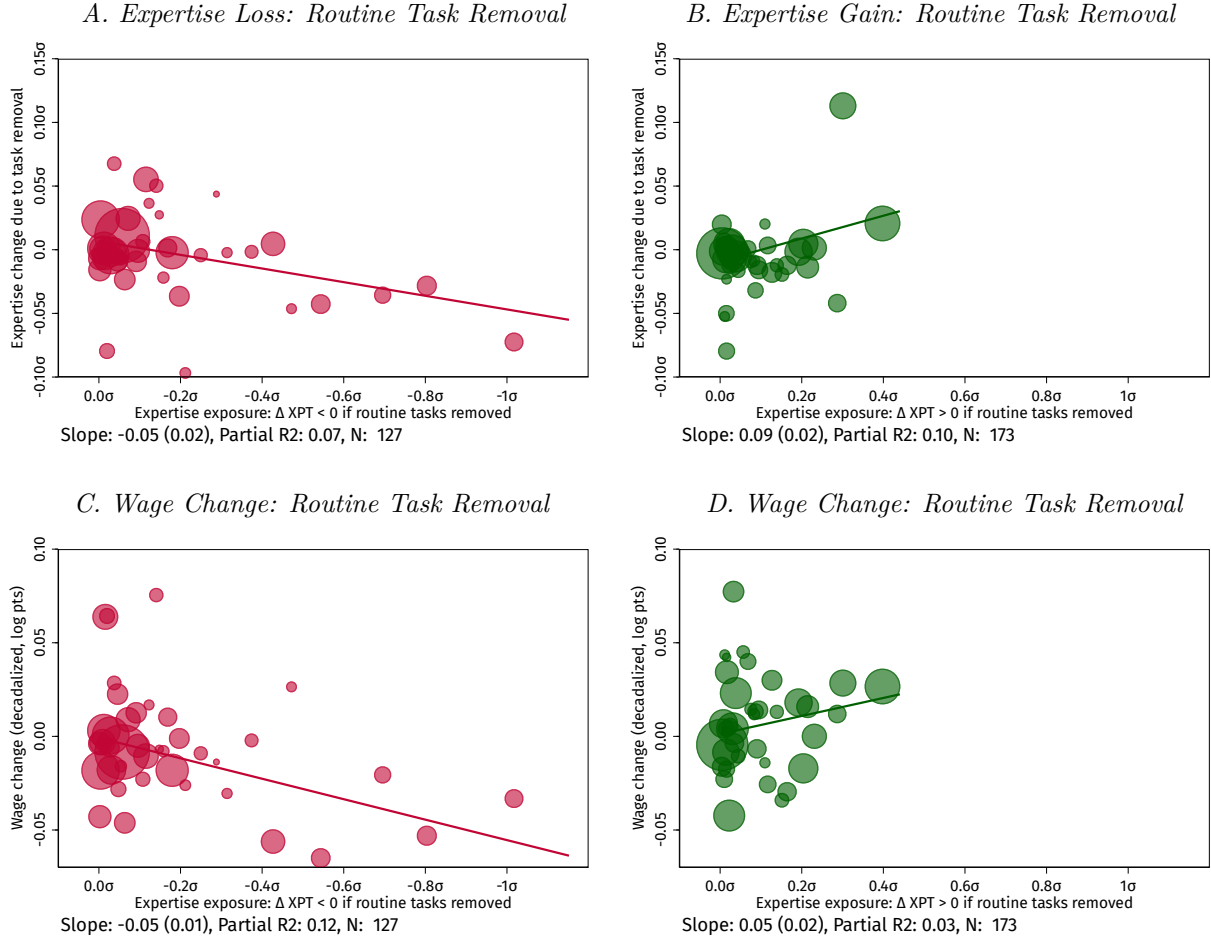 A. Expertise Loss: Routine Task Removal
Expertise change due to task removal
0.15σ
0.10σ
0.05σ
0.0σ
-0.05σ
-0.10σ
0.0σ -0.2σ -0.4σ -0.6σ -0.8σ -1σ
Expertise exposure: Δ XPT < 0 if routine tasks removed
Slope: -0.05 (0.02), Partial R2: 0.07, N: 127
B. Expertise Gain: Routine Task Removal
Expertise change due to task removal
0.15σ
0.10σ
0.05σ
0.0σ
-0.05σ
-0.10σ
0.0σ 0.2σ 0.4σ 0.6σ 0.8σ 1σ
Expertise exposure: Δ XPT > 0 if routine tasks removed
Slope: 0.09 (0.02), Partial R2: 0.10, N: 173
C. Wage Change: Routine Task Removal
Wage change (decadalized, log pts)
0.10
0.05
0.00
-0.05
0.0σ -0.2σ -0.4σ -0.6σ -0.8σ -1σ
Expertise exposure: Δ XPT < 0 if routine tasks removed
Slope: -0.05 (0.01), Partial R2: 0.12, N: 127
D. Wage Change: Routine Task Removal
Wage change (decadalized, log pts)
0.10
0.05
0.00
-0.05
0.0σ 0.2σ 0.4σ 0.6σ 0.8σ 1σ
Expertise exposure: Δ XPT > 0 if routine tasks removed
Slope: 0.05 (0.02), Partial R2: 0.03, N: 173